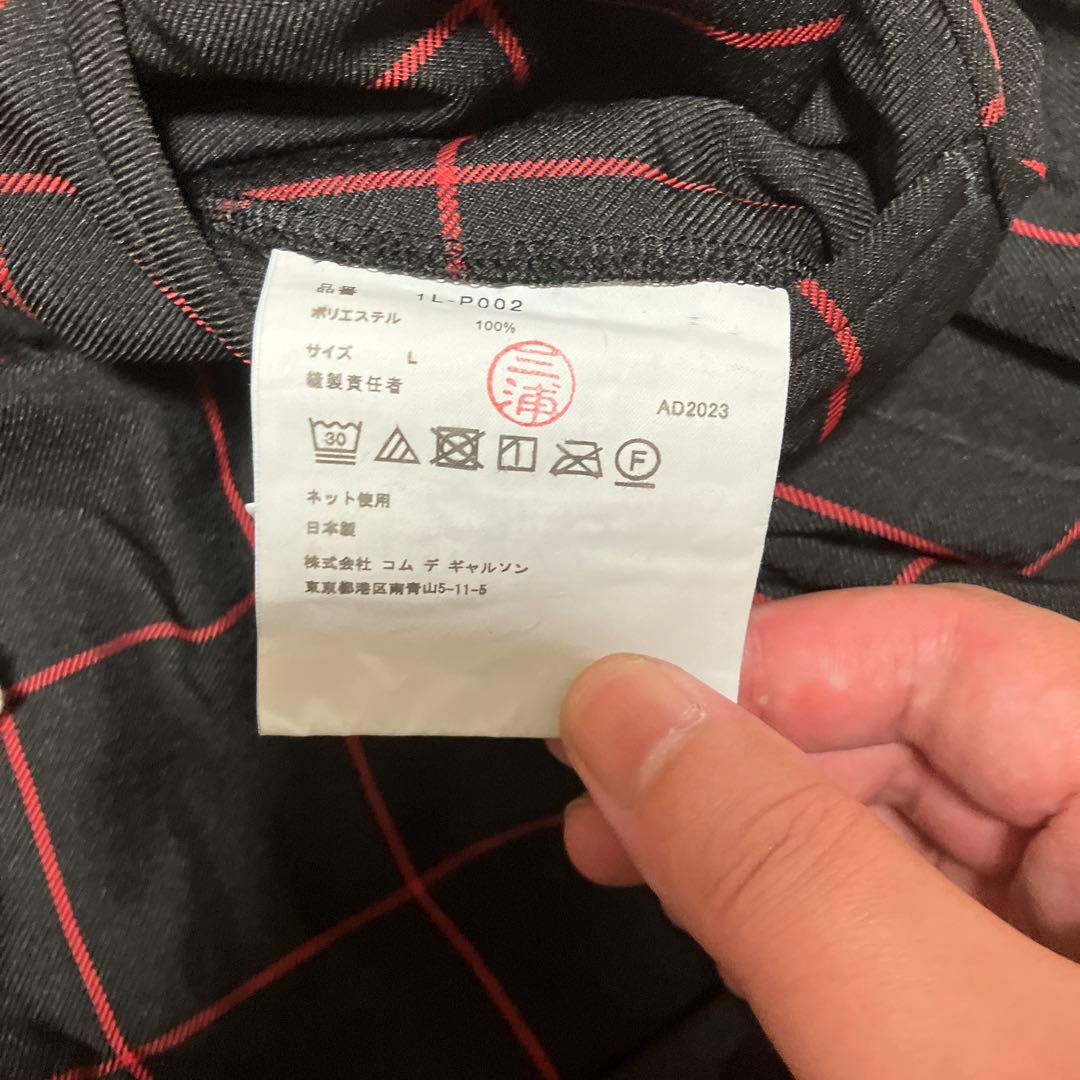 品番 1L-P002
ポリエステル 100%
サイズ L
縫製責任者 三浦 AD2023
30 F
ネット使用
日本製
株式会社 コム デ ギャルソン
東京都港区南青山5-11-5